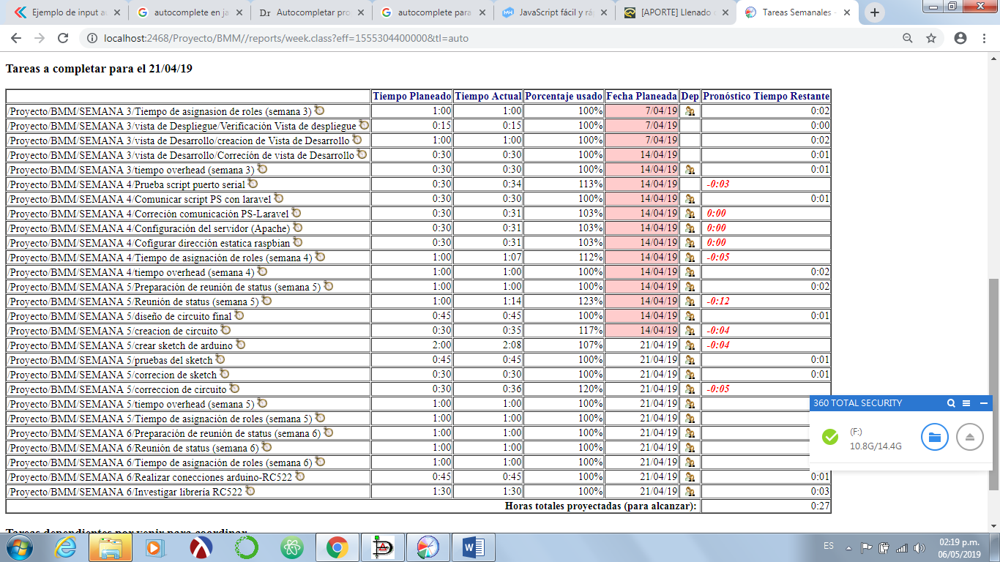 Ejemplo de input au
autocomplete en ja
Dr Autocompletar pro
autocomplete para
JavaScript fácil y ráp
[APORTE] Llenado d
Tareas Semanales -
localhost:2468/Proyecto/BMM//reports/week.class?eff=1555304400000&tl=auto
Tareas a completar para el 21/04/19
Tiempo Planeado Tiempo Actual Porcentaje usado Fecha Planeada Dep Pronóstico Tiempo Restante
/Proyecto/BMM/SEMANA 3/Tiempo de asignasion de roles (semana 3) 1:00 1:00 100% 7/04/19 0:02
/Proyecto/BMM/SEMANA 3/vista de Despliegue/Verificación Vista de despliegue 0:15 0:15 100% 7/04/19 0:00
/Proyecto/BMM/SEMANA 3/vista de Desarrollo/creacion de Vista de Desarrollo 1:00 1:00 100% 7/04/19 0:02
/Proyecto/BMM/SEMANA 3/vista de Desarrollo/Correción de vista de Desarrollo 0:30 0:30 100% 14/04/19 0:01
/Proyecto/BMM/SEMANA 3/tiempo overhead (semana 3) 0:30 0:30 100% 14/04/19 0:01
/Proyecto/BMM/SEMANA 4/Prueba script puerto serial 0:30 0:34 113% 14/04/19 -0:03
/Proyecto/BMM/SEMANA 4/Comunicar script PS con laravel 0:30 0:30 100% 14/04/19 0:01
/Proyecto/BMM/SEMANA 4/Correción comunicación PS-Laravel 0:30 0:31 103% 14/04/19 0:00
/Proyecto/BMM/SEMANA 4/Configuración del servidor (Apache) 0:30 0:31 103% 14/04/19 0:00
/Proyecto/BMM/SEMANA 4/Cofigurar dirección estatica raspbian 0:30 0:31 103% 14/04/19 0:00
/Proyecto/BMM/SEMANA 4/Tiempo de asignación de roles (semana 4) 1:00 1:07 112% 14/04/19 -0:05
/Proyecto/BMM/SEMANA 4/tiempo overhead (semana 4) 1:00 1:00 100% 14/04/19 0:02
/Proyecto/BMM/SEMANA 5/Preparación de reunión de status (semana 5) 1:00 1:00 100% 14/04/19 0:02
/Proyecto/BMM/SEMANA 5/Reunión de status (semana 5) 1:00 1:14 123% 14/04/19 -0:12
/Proyecto/BMM/SEMANA 5/diseño de circuito final 0:45 0:45 100% 14/04/19 0:01
/Proyecto/BMM/SEMANA 5/creacion de circuito 0:30 0:35 117% 14/04/19 -0:04
/Proyecto/BMM/SEMANA 5/crear sketch de arduino 2:00 2:08 107% 21/04/19 -0:04
/Proyecto/BMM/SEMANA 5/pruebas del sketch 0:45 0:45 100% 21/04/19 0:01
/Proyecto/BMM/SEMANA 5/correcion de sketch 0:30 0:30 100% 21/04/19 0:01
/Proyecto/BMM/SEMANA 5/correccion de circuito 0:30 0:36 120% 21/04/19 -0:05
/Proyecto/BMM/SEMANA 5/tiempo overhead (semana 5) 1:00 1:00 100% 21/04/19
/Proyecto/BMM/SEMANA 5/Tiempo de asignación de roles (semana 5) 1:00 1:00 100% 21/04/19
/Proyecto/BMM/SEMANA 6/Preparación de reunión de status (semana 6) 1:00 1:00 100% 21/04/19
/Proyecto/BMM/SEMANA 6/Reunión de status (semana 6) 1:00 1:00 100% 21/04/19
/Proyecto/BMM/SEMANA 6/Tiempo de asignación de roles (semana 6) 1:00 1:00 100% 21/04/19
/Proyecto/BMM/SEMANA 6/Realizar conecciones arduino-RC522 0:45 0:45 100% 21/04/19 0:01
/Proyecto/BMM/SEMANA 6/Investigar librería RC522 1:30 1:30 100% 21/04/19 0:03
Horas totales proyectadas (para alcanzar): 0:27
360 TOTAL SECURITY
(F:)
10.8G/14.4G
Tareas dependientes por venir para coordinar
ES
02:19 p.m.
06/05/2019